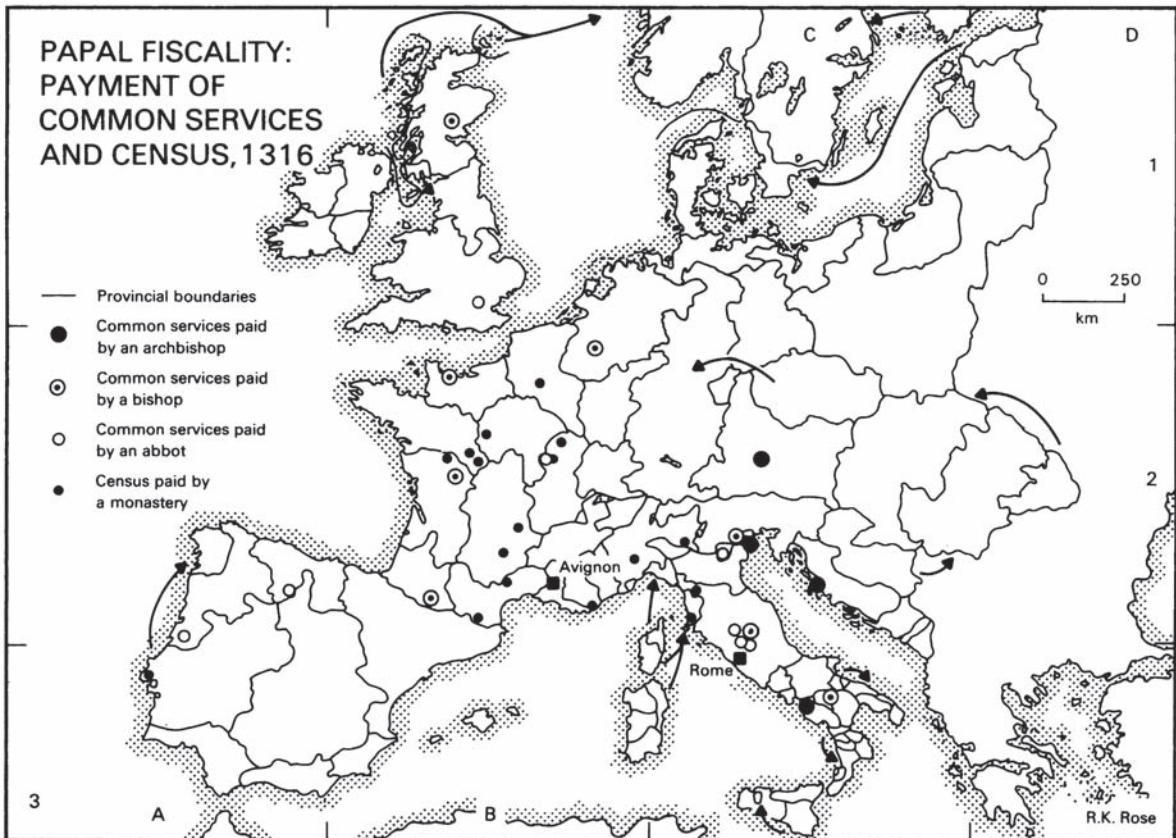 PAPAL FISCALITY:
PAYMENT OF
COMMON SERVICES
AND CENSUS, 1316
C
D
1
Provincial boundaries
Common services paid
by an archbishop
Common services paid
by a bishop
Common services paid
by an abbot
Census paid by
a monastery
0 250
km
2
Avignon
Rome
3
A
B
R.K. Rose